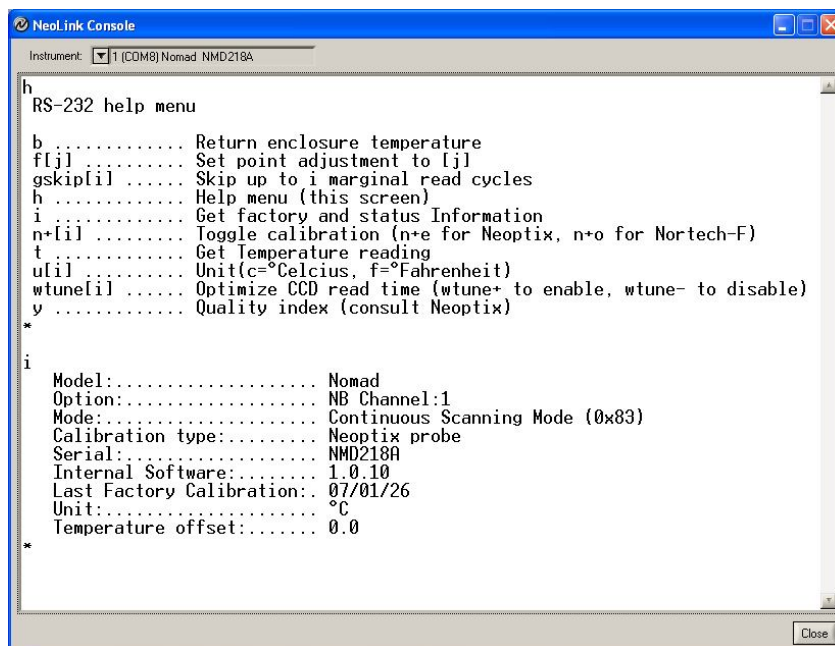 NeoLink Console
Instrument: 1 (COM8) Nomad NMD218A
h
RS-232 help menu
b ............. Return enclosure temperature
f[j] .......... Set point adjustment to [j]
gskip[i] ...... Skip up to i marginal read cycles
h ............. Help menu (this screen)
i ............. Get factory and status Information
n+[i] ......... Toggle calibration (n+e for Neoptix, n+o for Nortech-F)
t ............. Get Temperature reading
u[i] .......... Unit(c=°Celcius, f=°Fahrenheit)
wtune[i] ...... Optimize CCD read time (wtune+ to enable, wtune- to disable)
y ............. Quality index (consult Neoptix)
*
i
Model:.................... Nomad
Option:................... NB Channel:1
Mode:..................... Continuous Scanning Mode (0x83)
Calibration type:......... Neoptix probe
Serial:................... NMD218A
Internal Software:........ 1.0.10
Last Factory Calibration:. 07/01/26
Unit:..................... °C
Temperature offset:....... 0.0
*
Close